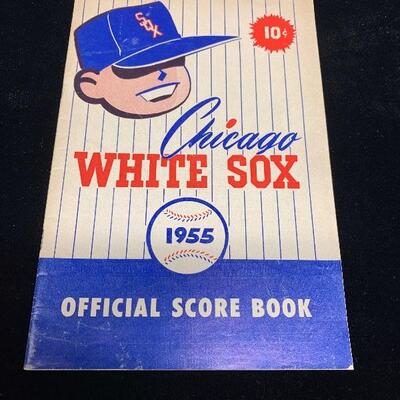 SOX
10¢
Chicago
WHITE SOX
1955
OFFICIAL SCORE BOOK